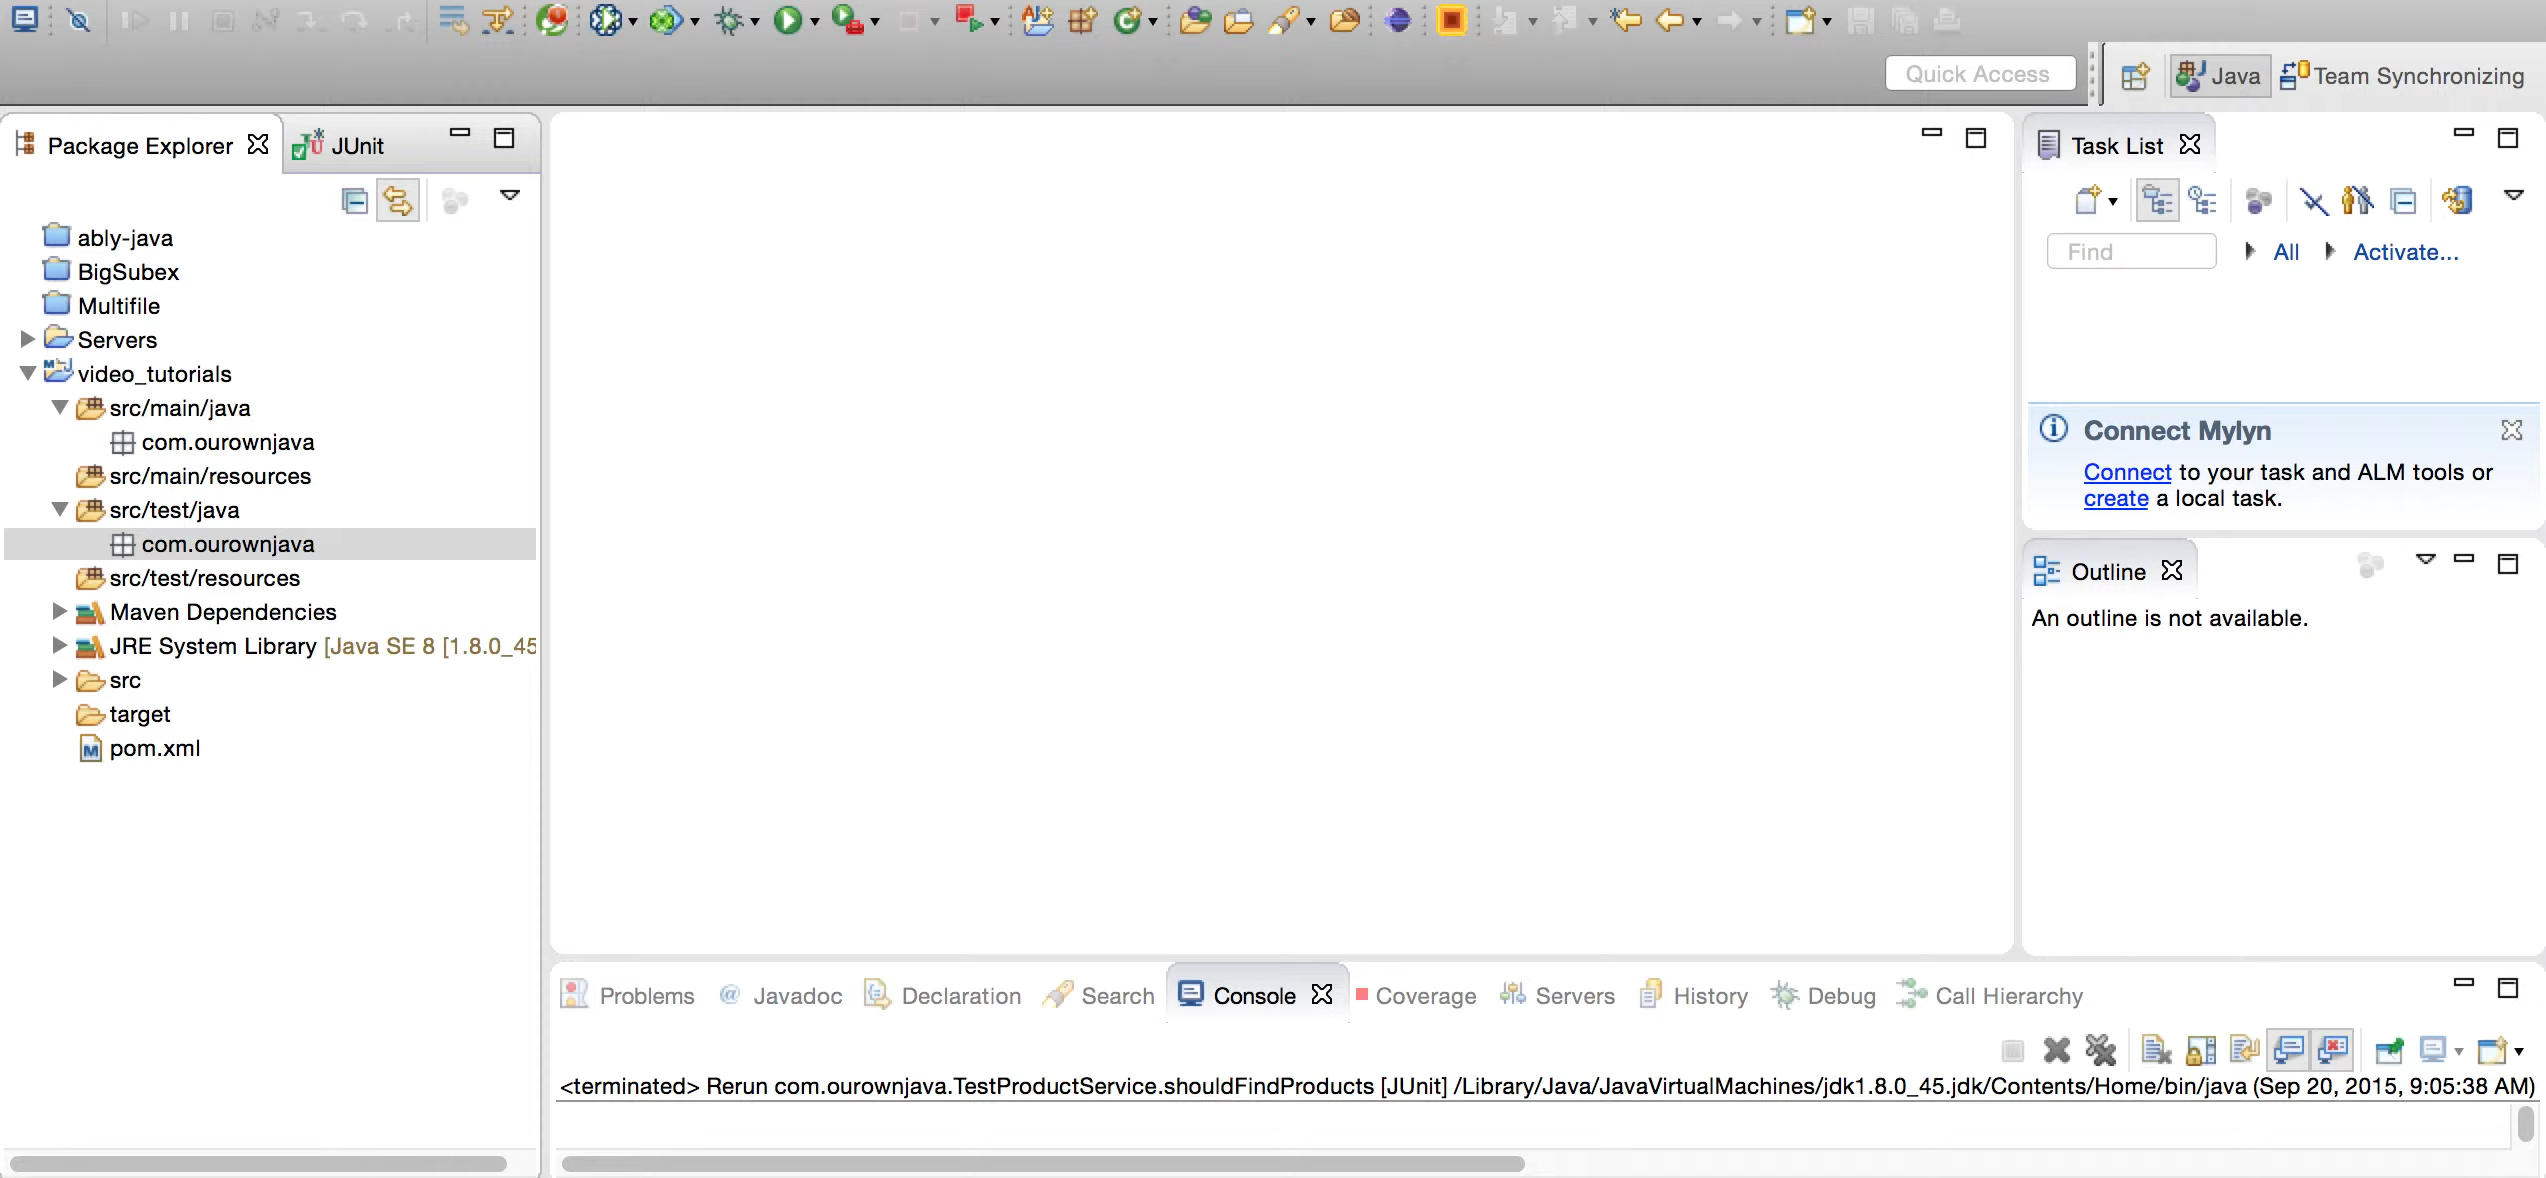 Quick Access
Java
Team Synchronizing
Package Explorer
JUnit
ably-java
BigSubex
Multifile
Servers
video_tutorials
src/main/java
com.ourownjava
src/main/resources
src/test/java
com.ourownjava
src/test/resources
Maven Dependencies
JRE System Library [Java SE 8 [1.8.0_45
src
target
pom.xml
Task List
Find
All
Activate...
Connect Mylyn
Connect to your task and ALM tools or
create a local task.
Outline
An outline is not available.
Problems
Javadoc
Declaration
Search
Console
Coverage
Servers
History
Debug
Call Hierarchy
<terminated> Rerun com.ourownjava.TestProductService.shouldFindProducts [JUnit] /Library/Java/JavaVirtualMachines/jdk1.8.0_45.jdk/Contents/Home/bin/java (Sep 20, 2015, 9:05:38 AM)